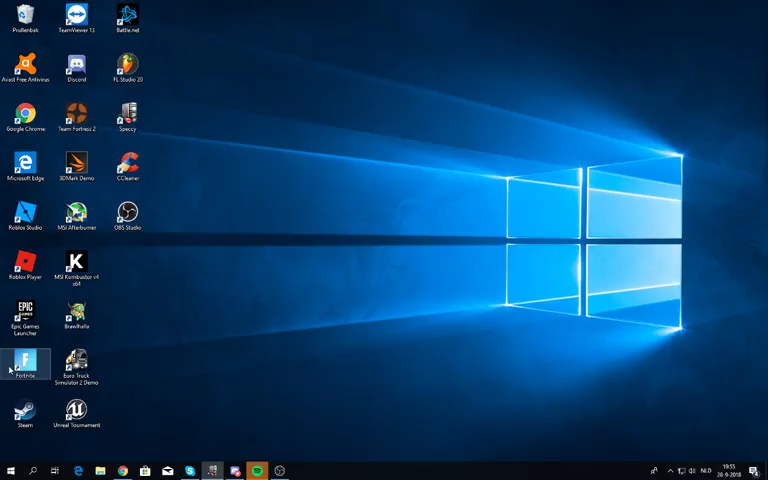 Prullenbak
TeamViewer 13
Battle.net
Avast Free Antivirus
Discord
FL Studio 20
Google Chrome
Team Fortress 2
Speccy
Microsoft Edge
3DMark Demo
CCleaner
Roblox Studio
MSI Afterburner
OBS Studio
Roblox Player
K
MSI Kombustor v4
x64
EPIC
GAMES
Epic Games
Launcher
Brawlhalla
F
Fortnite
Euro Truck
Simulator 2 Demo
Steam
Unreal Tournament
NLD
19:55
28-9-2018